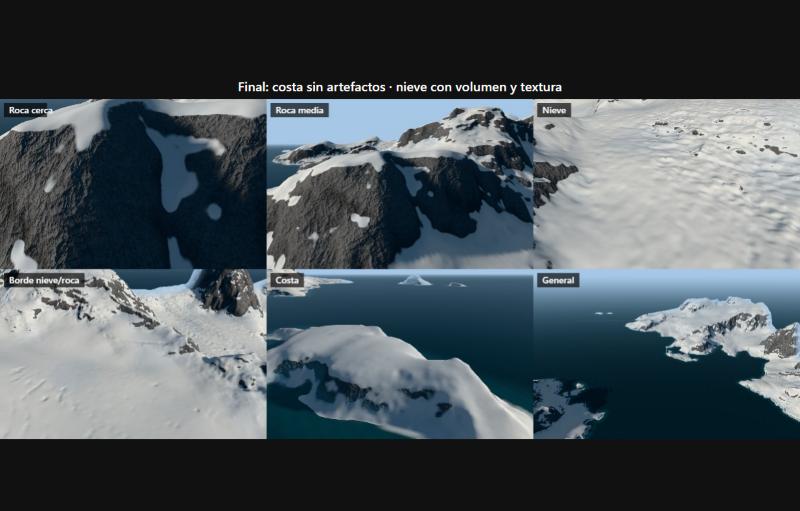 Final: costa sin artefactos · nieve con volumen y textura
Roca cerca
Roca media
Nieve
Borde nieve/roca
Costa
General